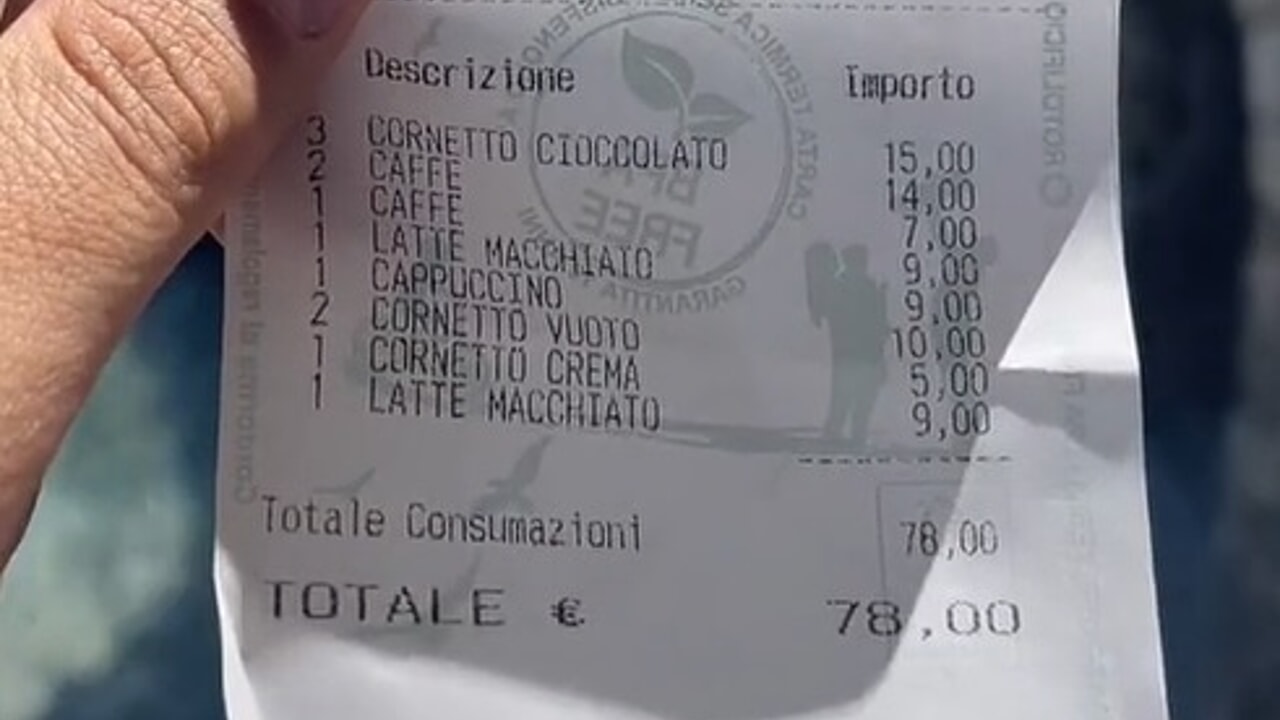 Descrizione Importo
3 CORNETTO CIOCCOLATO 15,00
2 CAFFE 14,00
1 CAFFE 7,00
1 LATTE MACCHIATO 9,00
1 CAPPUCCINO 9,00
2 CORNETTO VUOTO 10,00
1 CORNETTO CREMA 5,00
1 LATTE MACCHIATO 9,00
Totale Consumazioni 78,00
TOTALE € 78,00
FREE